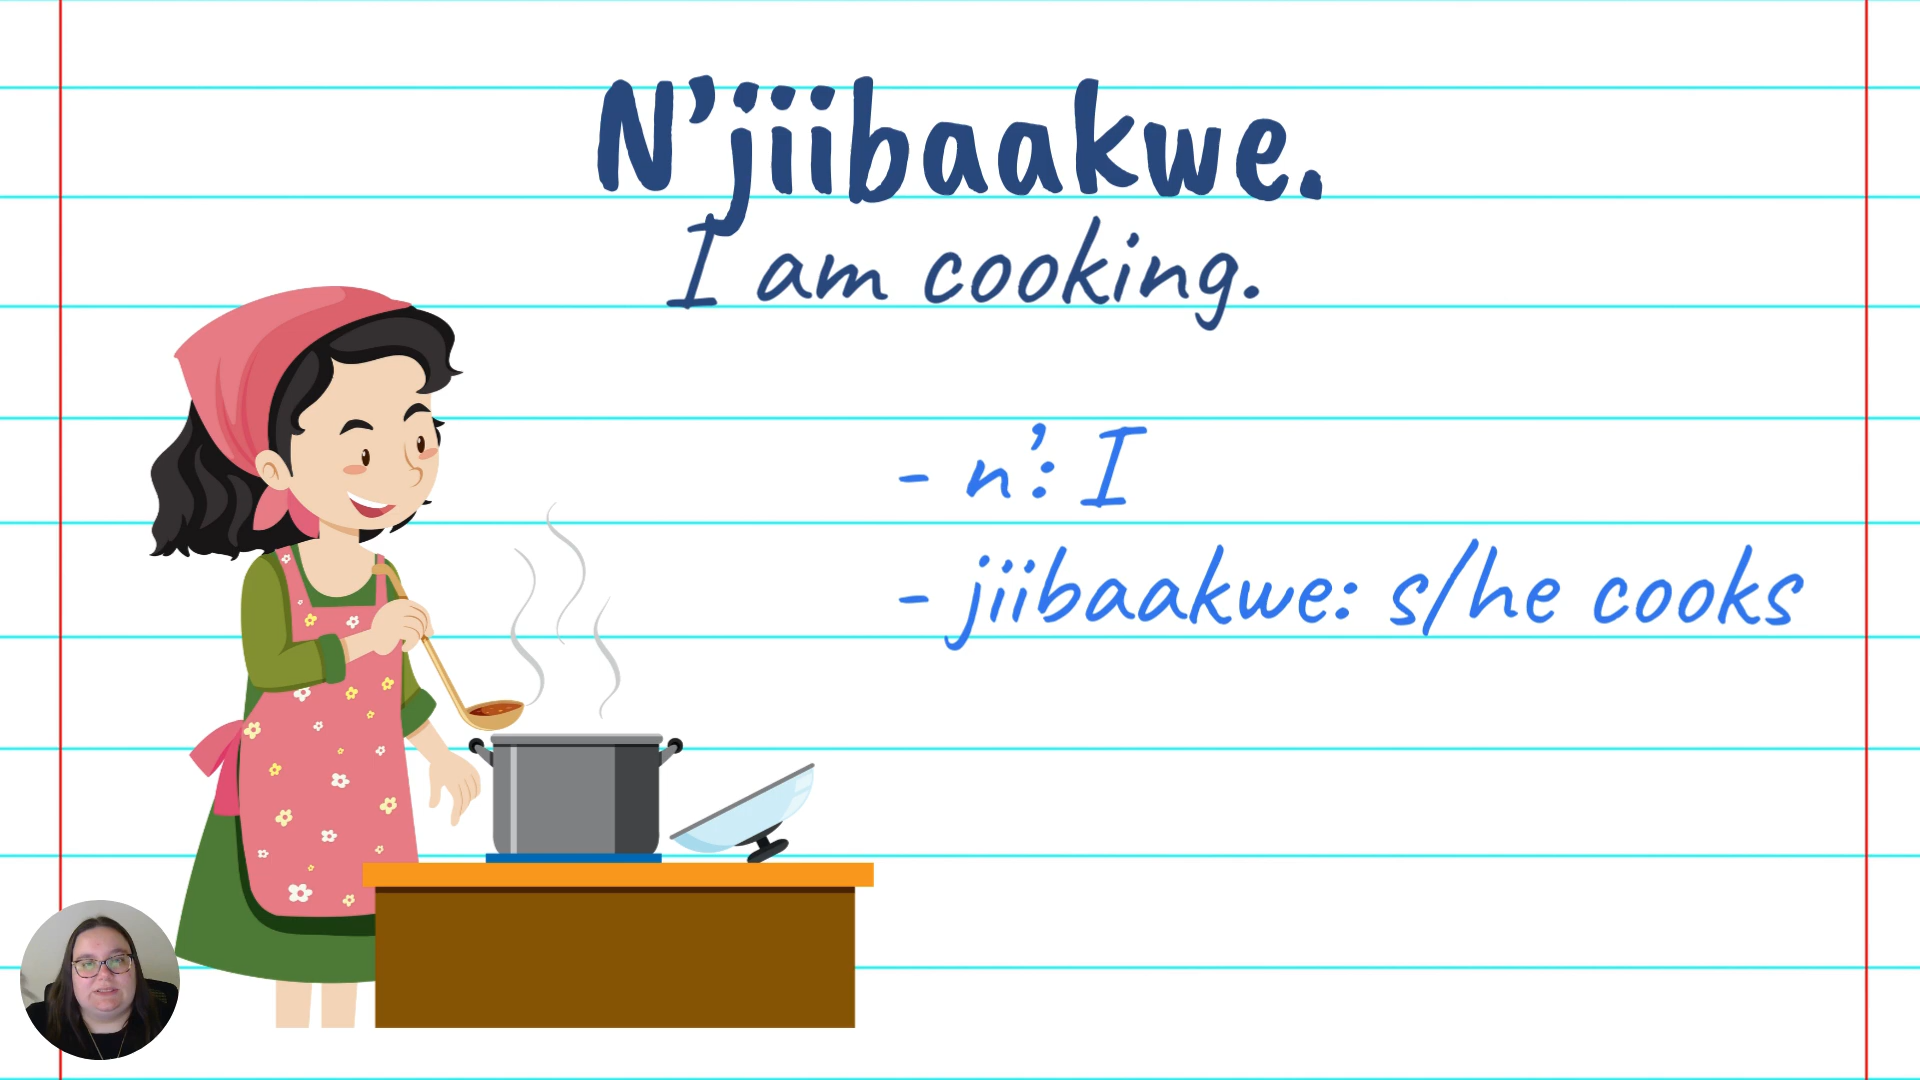 N’jiibaakwe.
I am cooking.
- n’: I
- jiibaakwe: s/he cooks